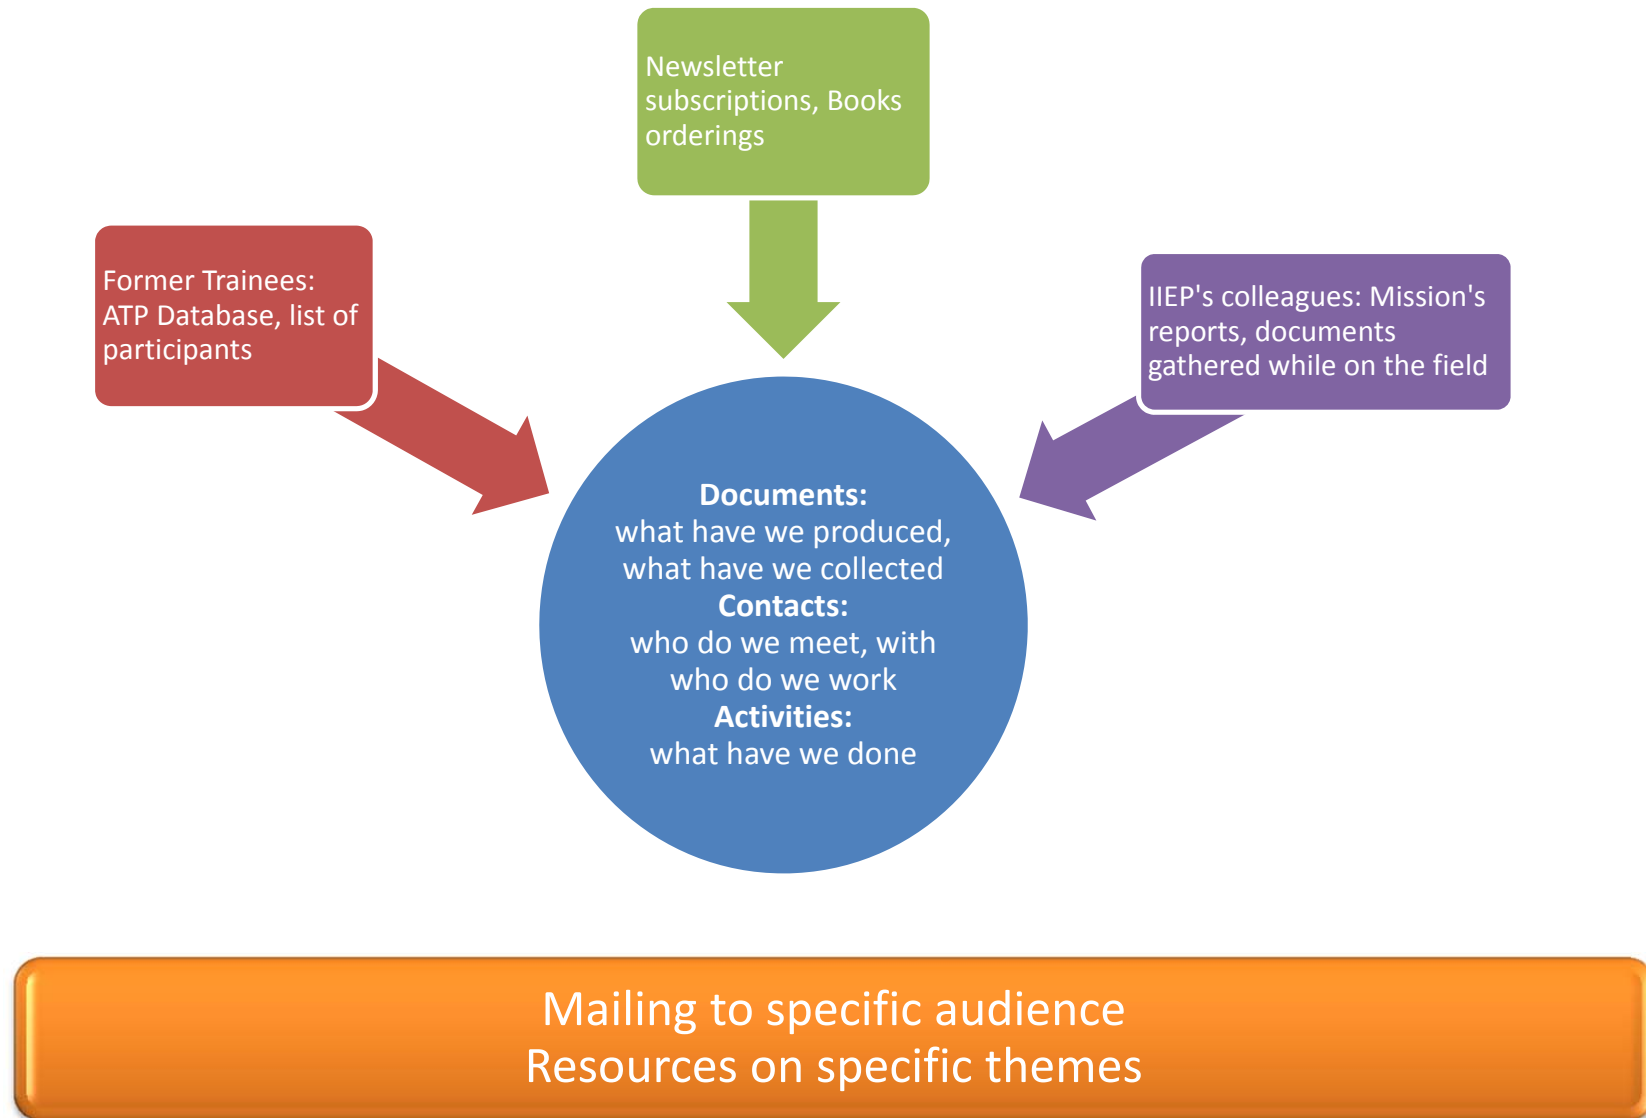 Newsletter
subscriptions, Books
orderings
Former Trainees:
ATP Database, list of
participants
IIEP's colleagues: Mission's
reports, documents
gathered while on the field
Documents:
what have we produced,
what have we collected
Contacts:
who do we meet, with
who do we work
Activities:
what have we done
Mailing to specific audience
Resources on specific themes